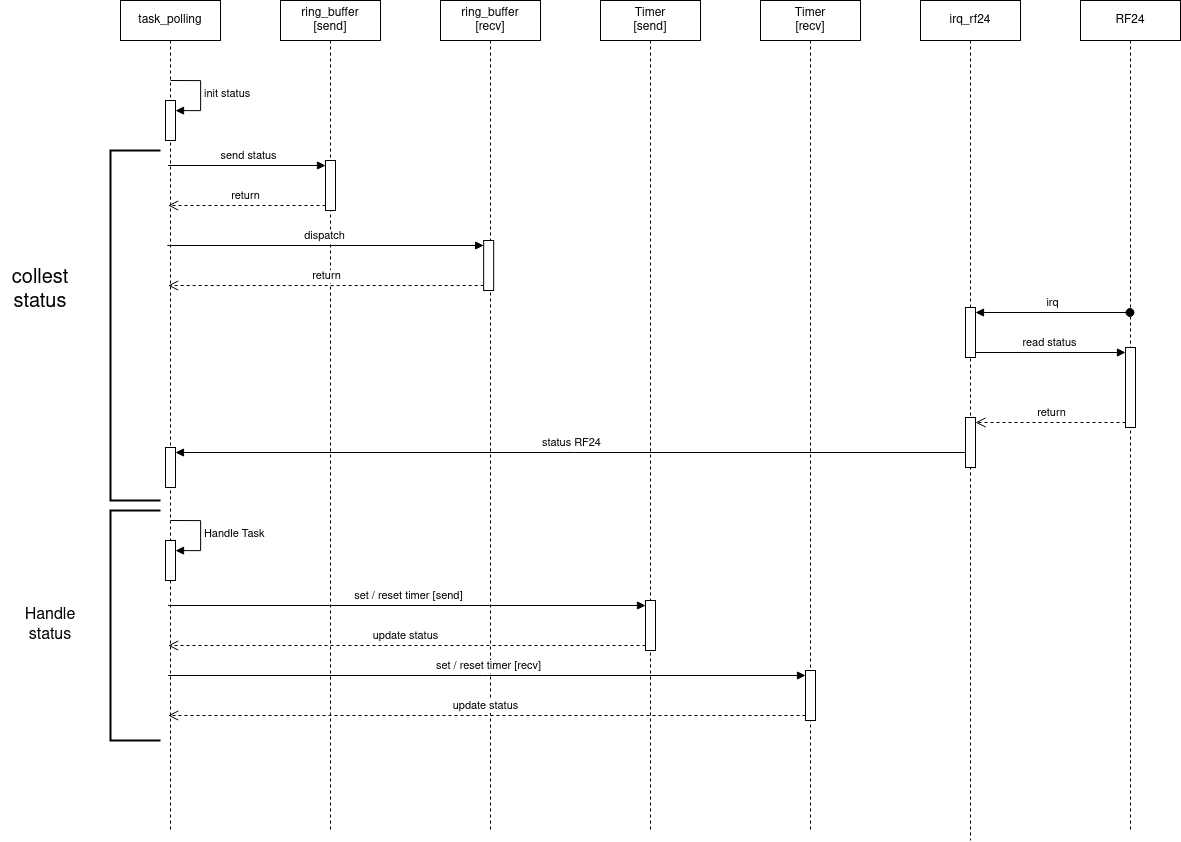 task_polling
ring_buffer
[send]
ring_buffer
[recv]
Timer
[send]
Timer
[recv]
irq_rf24
RF24
init status
send status
return
dispatch
return
collest
status
irq
read status
return
status RF24
Handle Task
set / reset timer [send]
Handle
status
update status
set / reset timer [recv]
update status